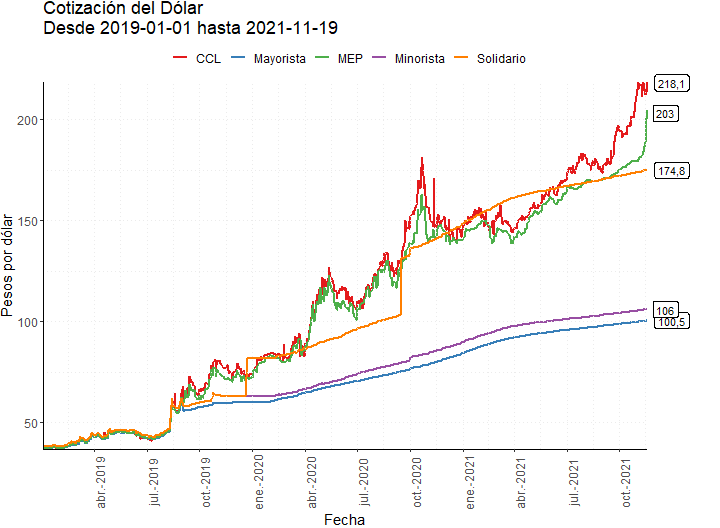 Cotización del Dólar
Desde 2019-01-01 hasta 2021-11-19
CCL Mayorista MEP Minorista Solidario
218,1
203
200
174,8
150
106
100,5
100
50
Pesos por dólar
abr.-2019 jul.-2019 oct.-2019 ene.-2020 abr.-2020 jul.-2020 oct.-2020 ene.-2021 abr.-2021 jul.-2021 oct.-2021
Fecha